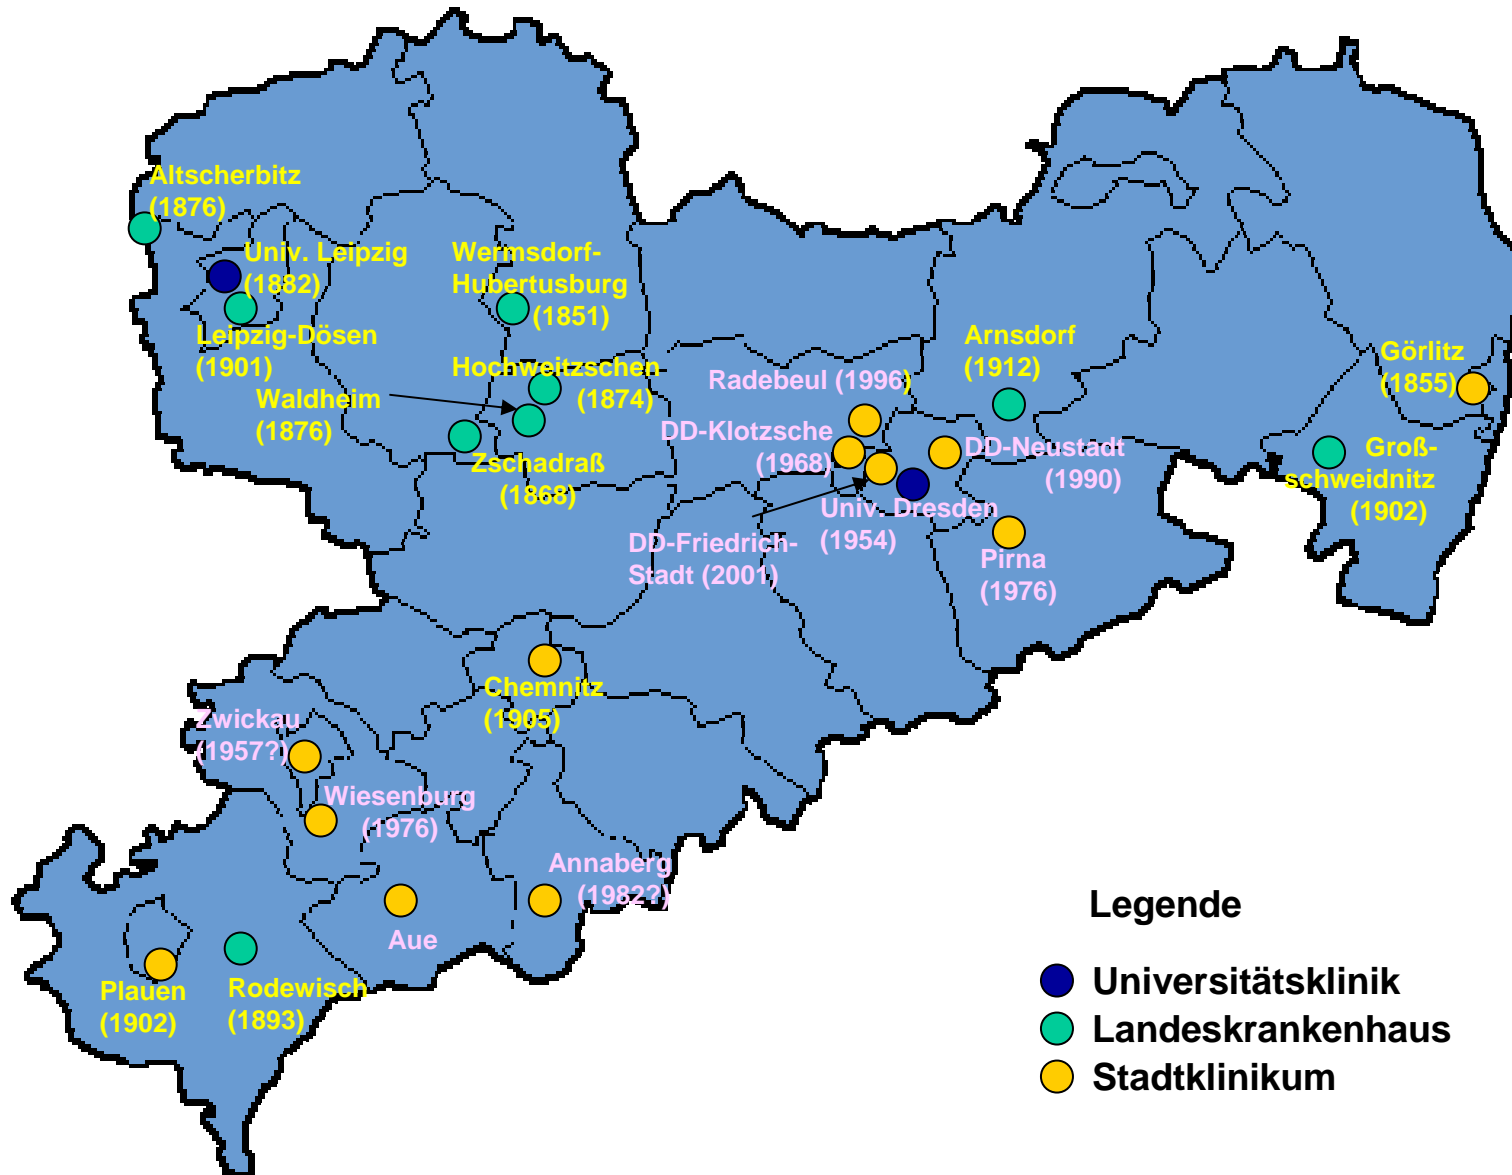 Altscherbitz
(1876)
Univ. Leipzig
(1882)
Leipzig-Dösen
(1901)
Wermsdorf-
Hubertusburg
(1851)
Hochweitzschen
(1874)
Waldheim
(1876)
Zschadraß
(1868)
Radebeul (1996)
DD-Klotzsche
(1968)
Arnsdorf
(1912)
DD-Neustadt
(1990)
Univ. Dresden
(1954)
DD-Friedrich-
Stadt (2001)
Pirna
(1976)
Görlitz
(1855)
Groß-
schweidnitz
(1902)
Chemnitz
(1905)
Zwickau
(1957?)
Wiesenburg
(1976)
Annaberg
(1982?)
Aue
Plauen
(1902)
Rodewisch
(1893)
Legende
Universitätsklinik
Landeskrankenhaus
Stadtklinikum